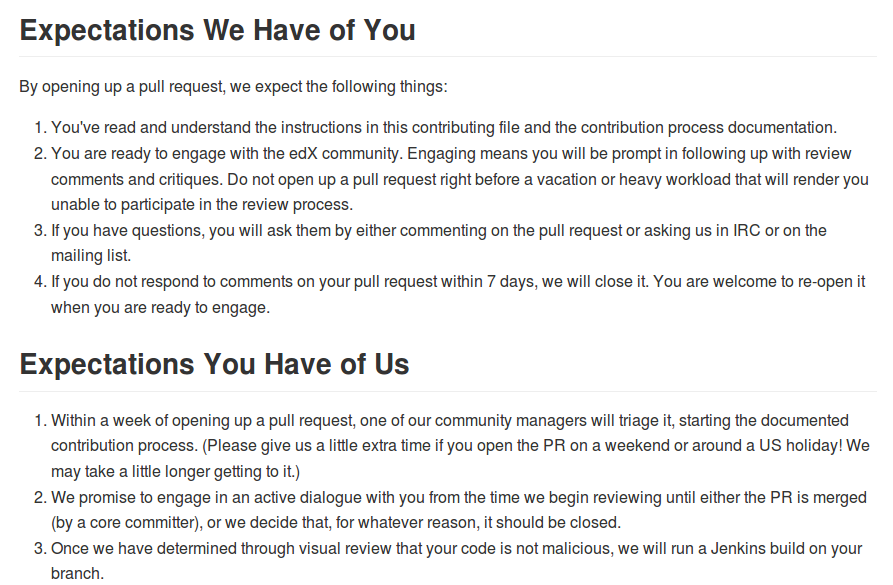 Expectations We Have of You
By opening up a pull request, we expect the following things:
1. You've read and understand the instructions in this contributing file and the contribution process documentation.
2. You are ready to engage with the edX community. Engaging means you will be prompt in following up with review
comments and critiques. Do not open up a pull request right before a vacation or heavy workload that will render you
unable to participate in the review process.
3. If you have questions, you will ask them by either commenting on the pull request or asking us in IRC or on the
mailing list.
4. If you do not respond to comments on your pull request within 7 days, we will close it. You are welcome to re-open it
when you are ready to engage.
Expectations You Have of Us
1. Within a week of opening up a pull request, one of our community managers will triage it, starting the documented
contribution process. (Please give us a little extra time if you open the PR on a weekend or around a US holiday! We
may take a little longer getting to it.)
2. We promise to engage in an active dialogue with you from the time we begin reviewing until either the PR is merged
(by a core committer), or we decide that, for whatever reason, it should be closed.
3. Once we have determined through visual review that your code is not malicious, we will run a Jenkins build on your
branch.